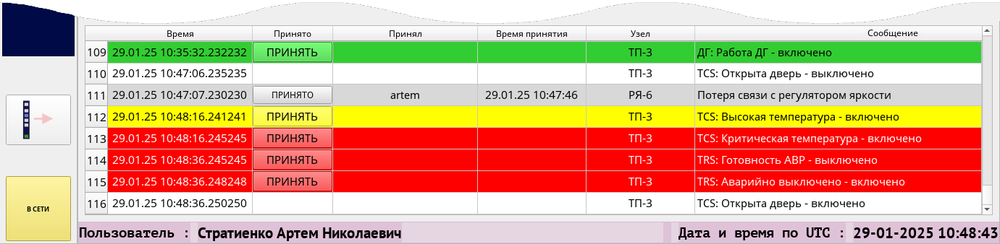 Время Принято Принял Время принятия Узел Сообщение
109 29.01.25 10:35:32.232232 ПРИНЯТЬ ТП-3 ДГ: Работа ДГ - включено
110 29.01.25 10:47:06.235235 ТП-3 TCS: Открыта дверь - выключено
111 29.01.25 10:47:07.230230 ПРИНЯТО artem 29.01.25 10:47:46 РЯ-6 Потеря связи с регулятором яркости
112 29.01.25 10:48:16.241241 ПРИНЯТЬ ТП-3 TCS: Высокая температура - включено
113 29.01.25 10:48:16.245245 ПРИНЯТЬ ТП-3 TCS: Критическая температура - включено
114 29.01.25 10:48:36.245245 ПРИНЯТЬ ТП-3 TRS: Готовность АВР - выключено
115 29.01.25 10:48:36.248248 ПРИНЯТЬ ТП-3 TRS: Аварийно выключено - включено
116 29.01.25 10:48:36.250250 ТП-3 TCS: Открыта дверь - включено
В СЕТИ
Пользователь : Стратиенко Артем Николаевич Дата и время по UTC : 29-01-2025 10:48:43